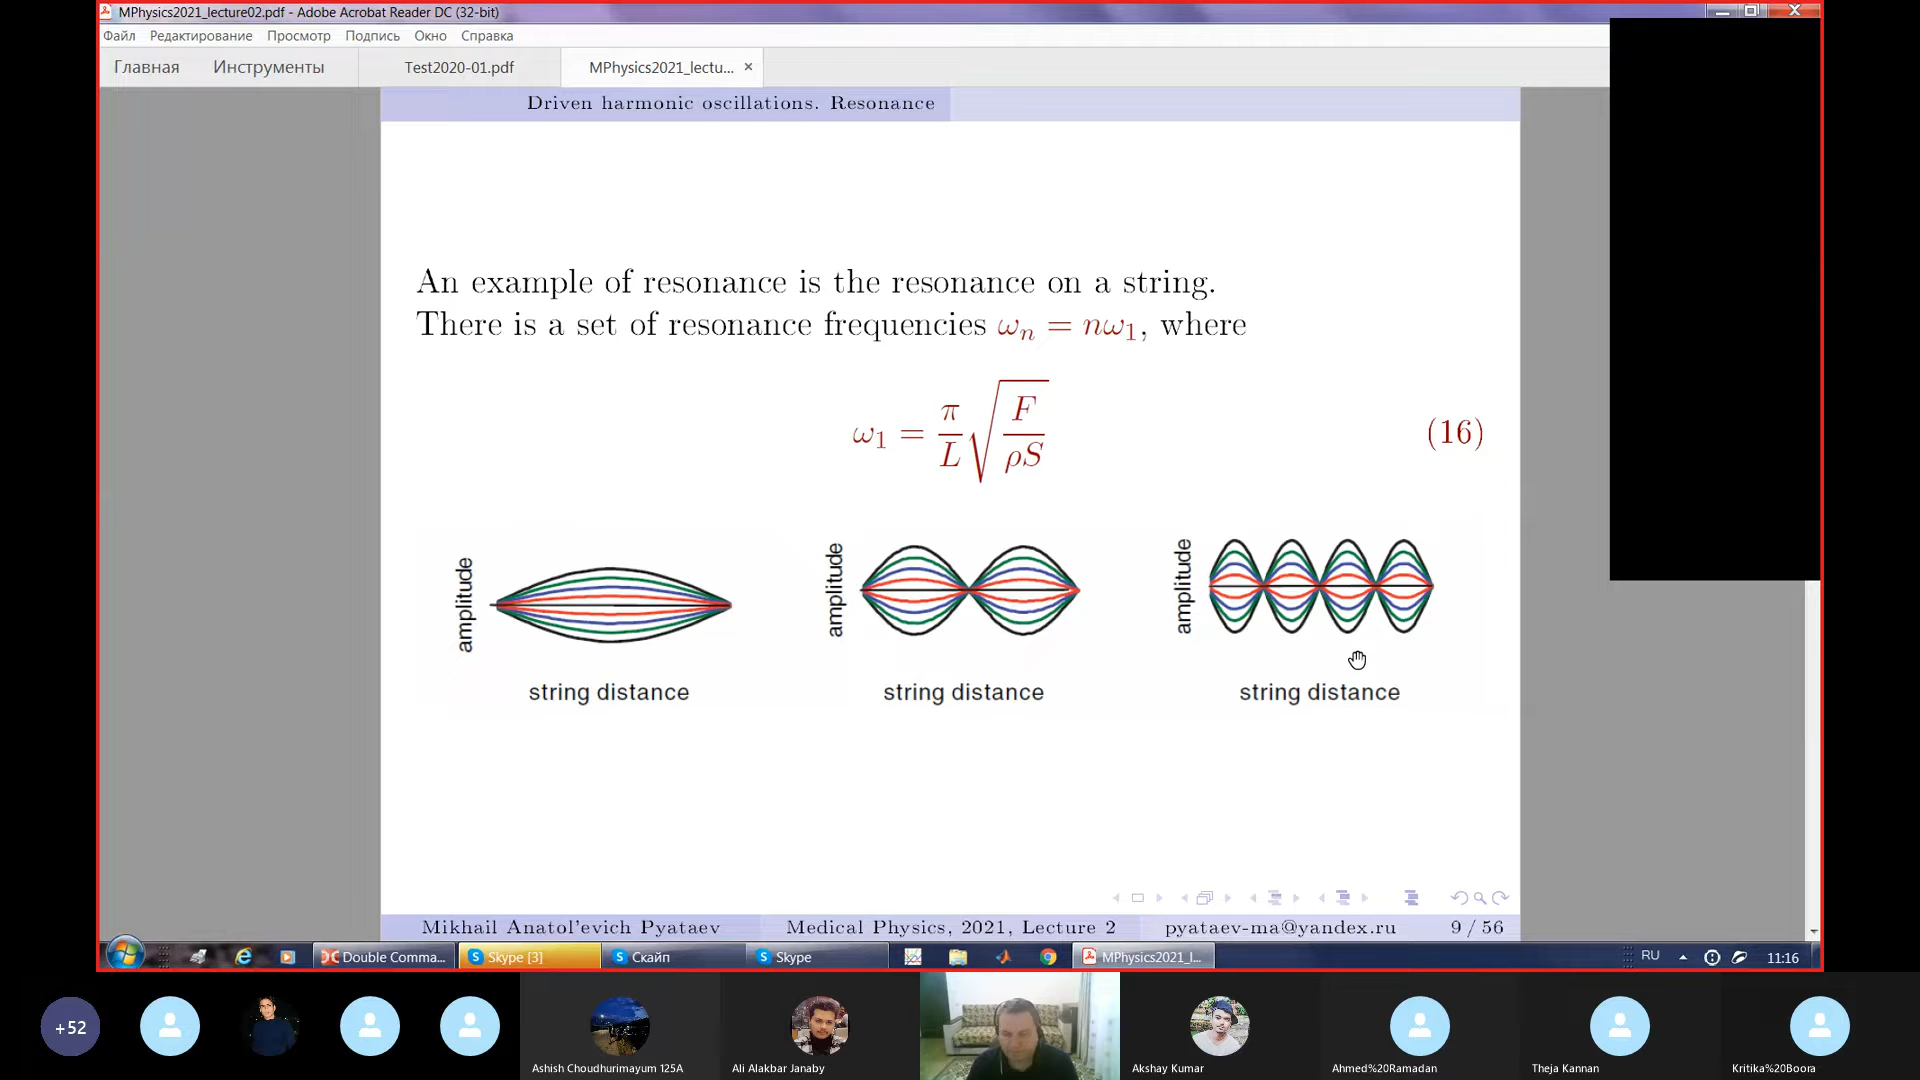 MPhysics2021_lecture02.pdf - Adobe Acrobat Reader DC (32-bit)
Файл Редактирование Просмотр Подпись Окно Справка
Главная Инструменты Test2020-01.pdf MPhysics2021_lectu... ×
Driven harmonic oscillations. Resonance
An example of resonance is the resonance on a string.
There is a set of resonance frequencies ωₙ = nω₁, where
ω₁ = π/L √(F/ρS) (16)
amplitude amplitude amplitude
string distance string distance string distance
Mikhail Anatol'evich Pyataev Medical Physics, 2021, Lecture 2 pyataev-ma@yandex.ru 9 / 56
Double Comma... Skype [3] Скайп Skype MPhysics2021_l... RU 11:16
+52
Ashish Choudhurimayum 125A Ali Alakbar Janaby Akshay Kumar Ahmed%20Ramadan Theja Kannan Kritika%20Boora